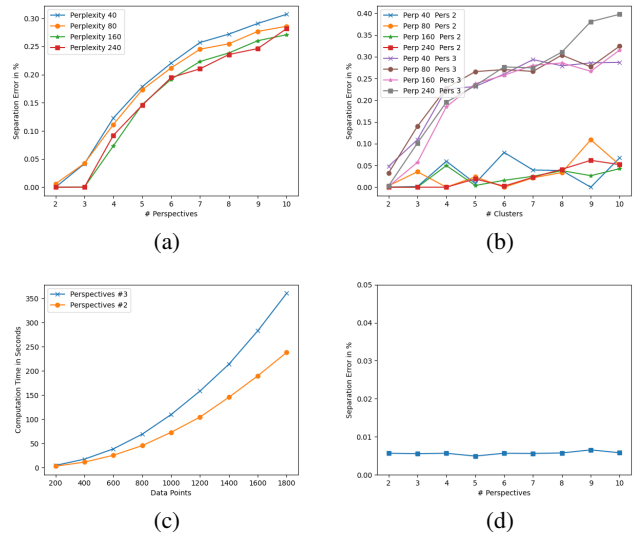 Perplexity 40
Perplexity 80
Perplexity 160
Perplexity 240
0.30
0.25
0.20
0.15
0.10
0.05
0.00
Separation Error in %
2 3 4 5 6 7 8 9 10
# Perspectives
(a)
Perp 40 Pers 2
Perp 80 Pers 2
Perp 160 Pers 2
Perp 240 Pers 2
Perp 40 Pers 3
Perp 80 Pers 3
Perp 160 Pers 3
Perp 240 Pers 3
0.40
0.35
0.30
0.25
0.20
0.15
0.10
0.05
0.00
Separation Error in %
2 3 4 5 6 7 8 9 10
# Clusters
(b)
Perspectives #3
Perspectives #2
350
300
250
200
150
100
50
0
Computation Time in Seconds
200 400 600 800 1000 1200 1400 1600 1800
Data Points
(c)
0.05
0.04
0.03
0.02
0.01
0.00
Separation Error in %
2 3 4 5 6 7 8 9 10
# Perspectives
(d)